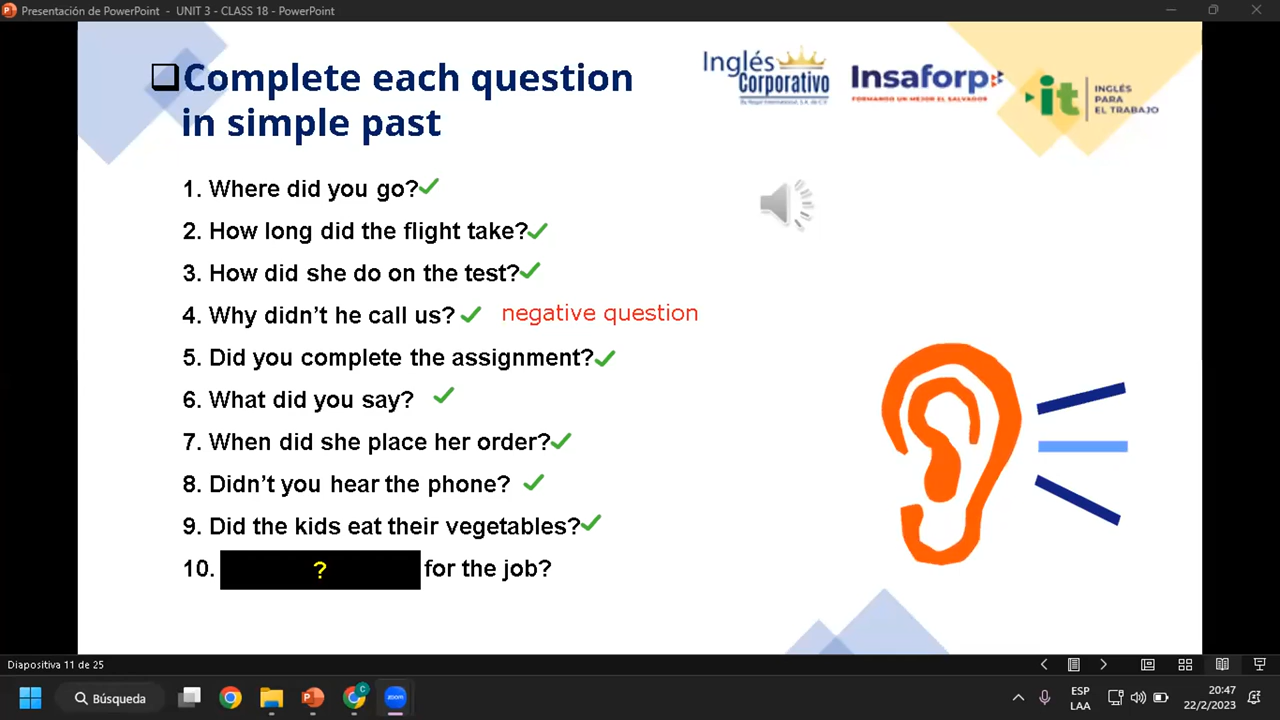 Presentación de PowerPoint - UNIT 3 - CLASS 18 - PowerPoint
Complete each question
in simple past
Inglés
Corporativo
Insaforp
FORMANDO UN MEJOR EL SALVADOR
it
INGLÉS
PARA
EL TRABAJO
1. Where did you go?
2. How long did the flight take?
3. How did she do on the test?
4. Why didn't he call us? negative question
5. Did you complete the assignment?
6. What did you say?
7. When did she place her order?
8. Didn't you hear the phone?
9. Did the kids eat their vegetables?
10. ? for the job?
Diapositiva 11 de 25
Búsqueda
C
zoom
ESP
LAA
20:47
22/2/2023